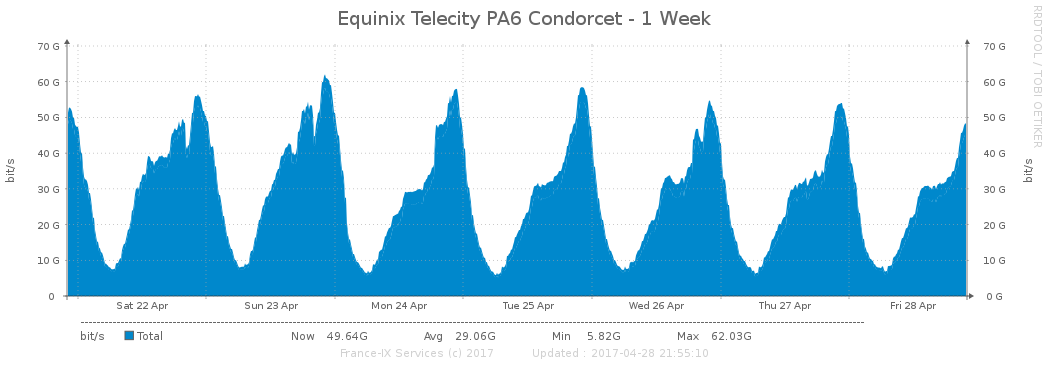 Equinix Telecity PA6 Condorcet - 1 Week
RRDTOOL / TOBI OETIKER
bit/s
70 G
60 G
50 G
40 G
30 G
20 G
10 G
0
70 G
60 G
50 G
40 G
30 G
20 G
10 G
0 G
bit/s
Sat 22 Apr Sun 23 Apr Mon 24 Apr Tue 25 Apr Wed 26 Apr Thu 27 Apr Fri 28 Apr
bit/s Total Now 49.64G Avg 29.06G Min 5.82G Max 62.03G
France-IX Services (c) 2017 Updated : 2017-04-28 21:55:10